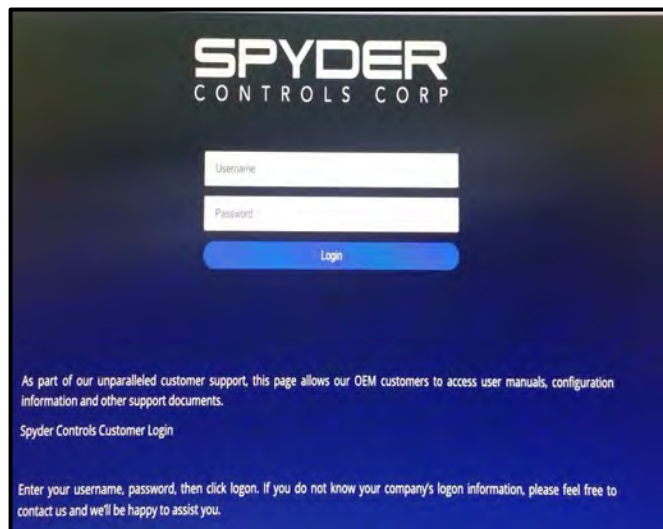 SPYDER
CONTROLS CORP
Username
Password
Login
As part of our unparalleled customer support, this page allows our OEM customers to access user manuals, configuration
information and other support documents.
Spyder Controls Customer Login
Enter your username, password, then click logon. If you do not know your company's logon information, please feel free to
contact us and we'll be happy to assist you.